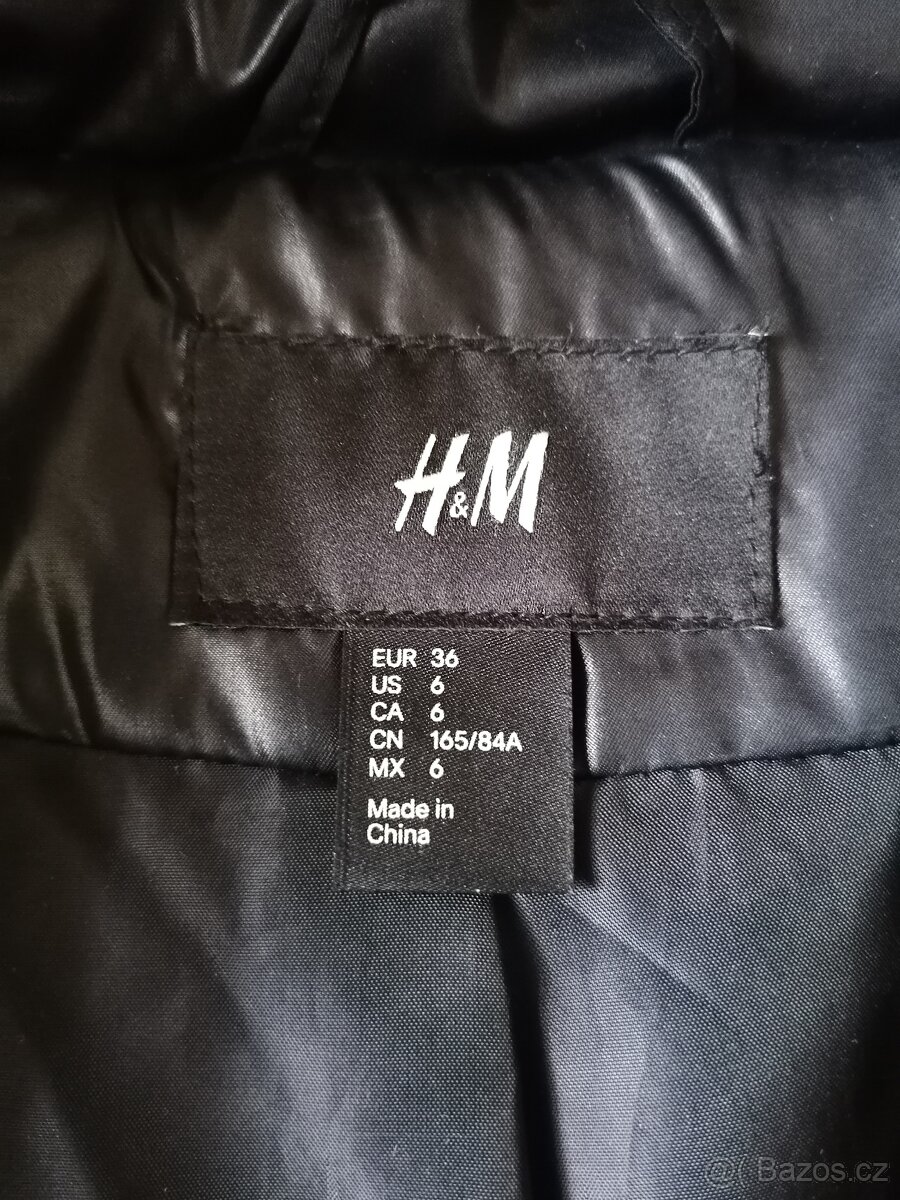 H&M
EUR 36
US 6
CA 6
CN 165/84A
MX 6
Made in
China
@( Bazos.cz